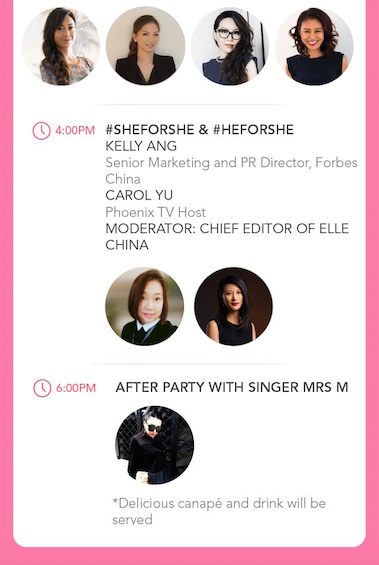 4:00PM #SHEFORSHE & #HEFORSHE
KELLY ANG
Senior Marketing and PR Director, Forbes
China
CAROL YU
Phoenix TV Host
MODERATOR: CHIEF EDITOR OF ELLE
CHINA
6:00PM AFTER PARTY WITH SINGER MRS M
*Delicious canapé and drink will be
served